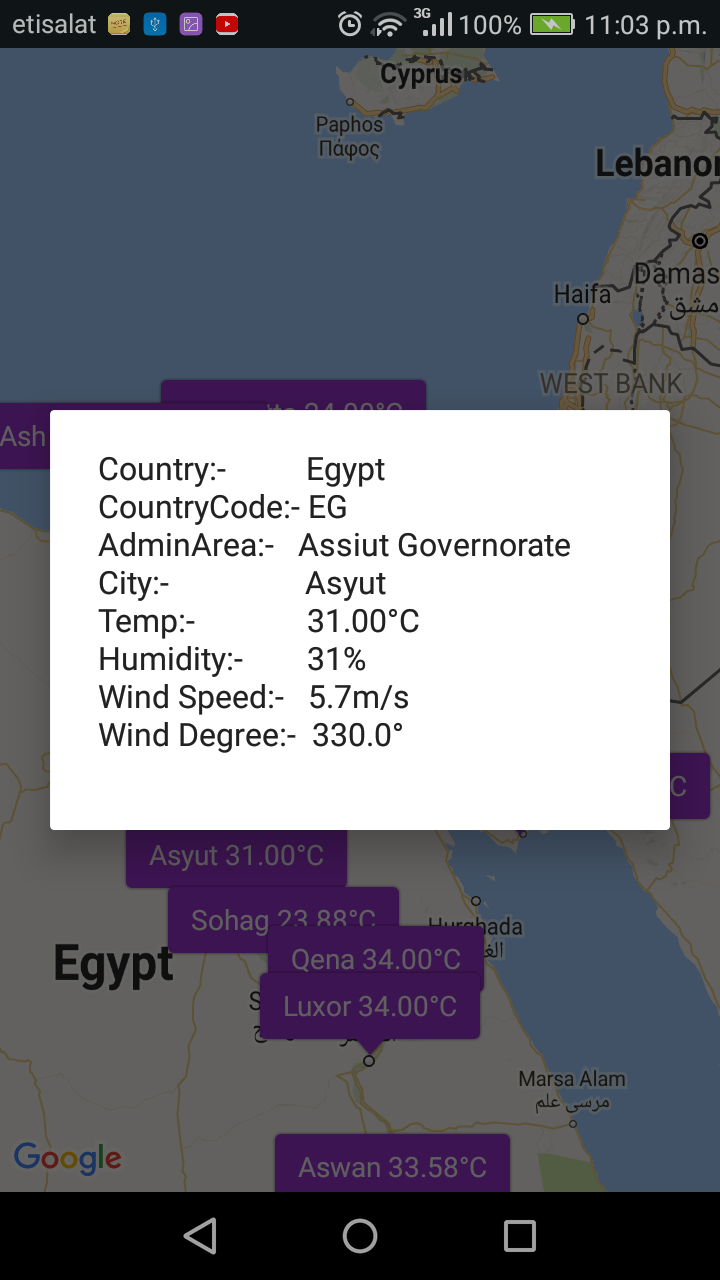 etisalat 3G 100% 11:03 p.m.
Cyprus
Paphos
Πάφος
Lebanon
Damas
مشق
Haifa
WEST BANK
34.00°C
Ash
Country:- Egypt
CountryCode:- EG
AdminArea:- Assiut Governorate
City:- Asyut
Temp:- 31.00°C
Humidity:- 31%
Wind Speed:- 5.7m/s
Wind Degree:- 330.0°
C
Asyut 31.00°C
Sohag 23.88°C
Hurghada
Qena 34.00°C
Egypt
Luxor 34.00°C
Marsa Alam
مرسى علم
Google
Aswan 33.58°C